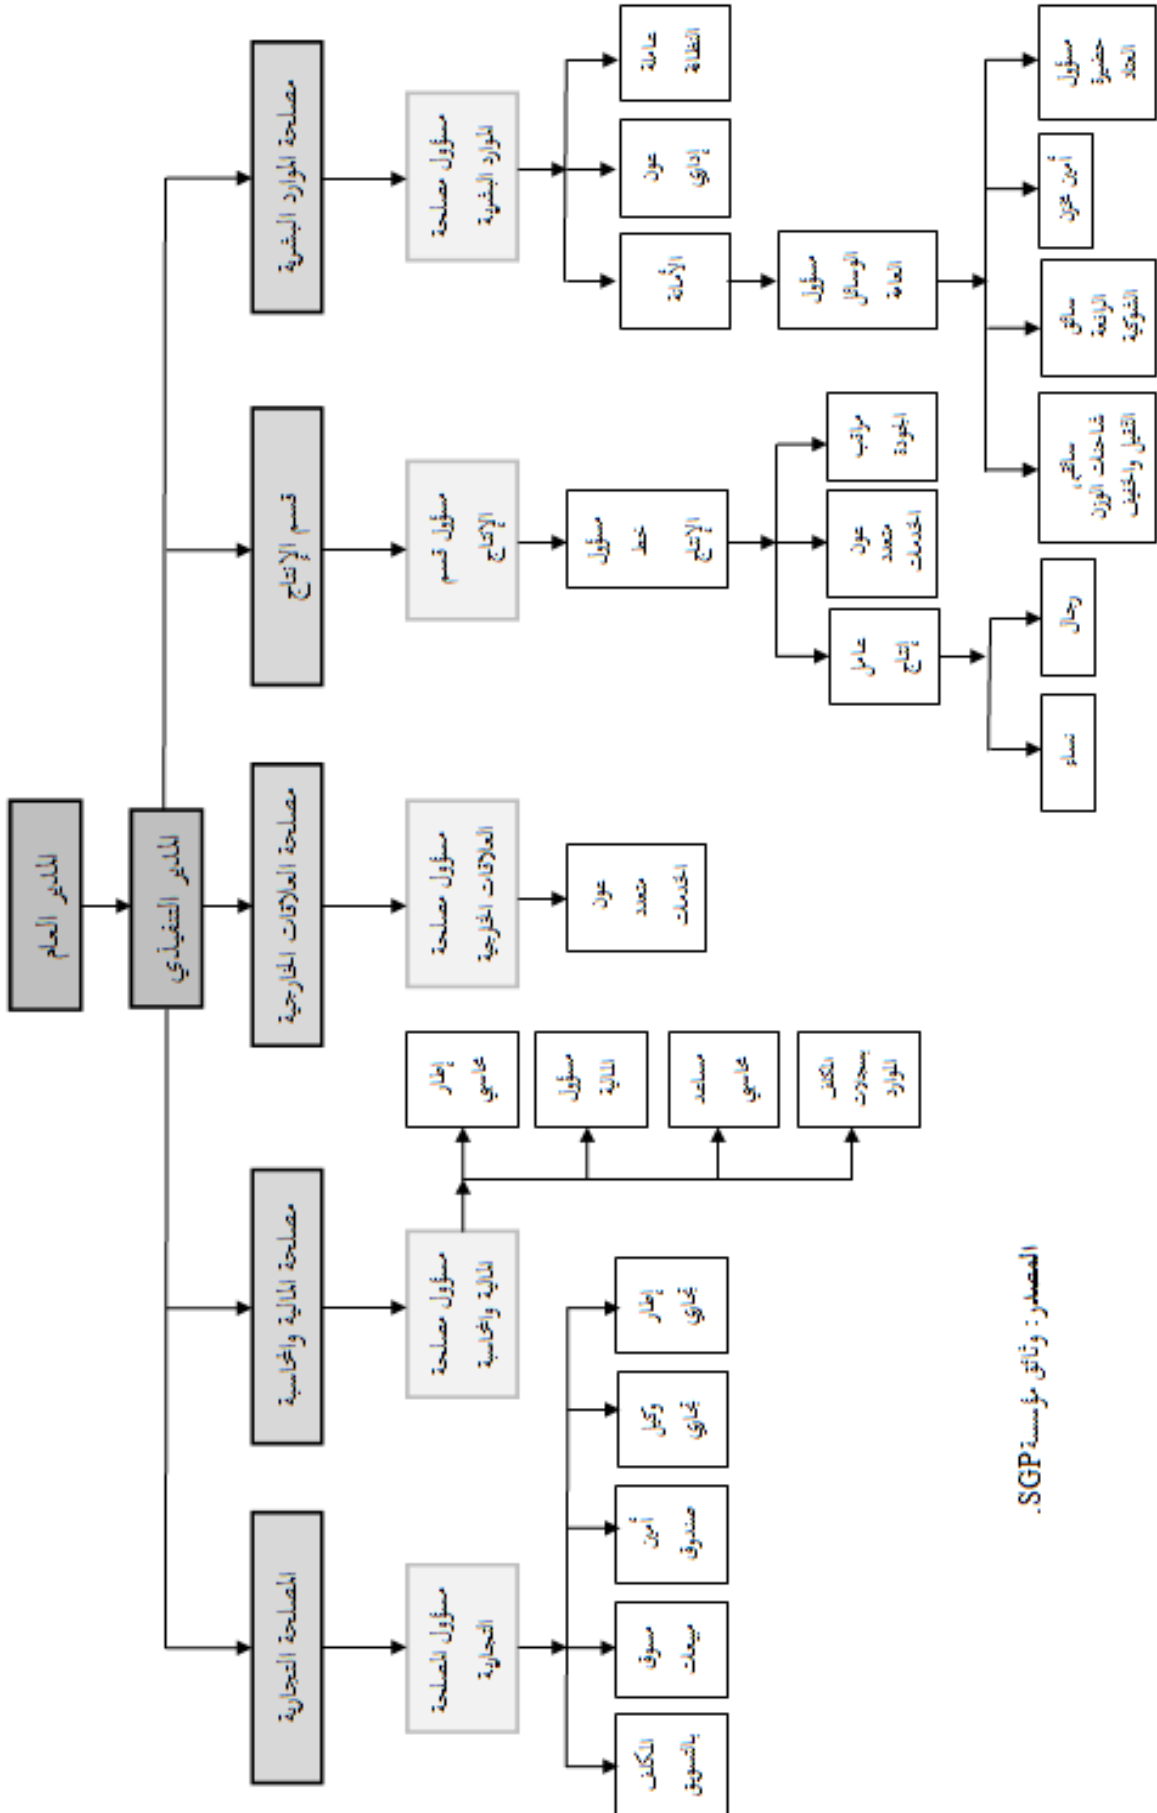 المدير العام
المدير التنفيذي
مصلحة الموارد البشرية
قسم الإنتاج
مصلحة العلاقات الخارجية
مصلحة المالية والمحاسبة
المصلحة التجارية
مسؤول مصلحة
الموارد البشرية
مسؤول قسم
الإنتاج
مسؤول مصلحة
العلاقات الخارجية
مسؤول مصلحة
المالية والمحاسبة
مسؤول المصلحة
التجارية
عاملة
النظافة
عون
إداري
الأمانة
مسؤول
الوسائل
العامة
مسؤول
حضيرة
العتاد
أمين مخزن
سائق
الرافعة
الشوكية
سائقي
شاحنات الوزن
الثقيل والخفيف
مسؤول
خط
الإنتاج
مراقب
الجودة
عون
متعدد
الخدمات
عامل
إنتاج
رجال
نساء
عون
متعدد
الخدمات
إطار
محاسبي
مسؤول
المالية
مساعد
محاسبي
المكلف
بسجلات
الموارد
إطار
تجاري
وكيل
تجاري
أمين
صندوق
مسوق
مبيعات
المكلف
بالتسويق
المصدر: وثائق مؤسسة SGP.